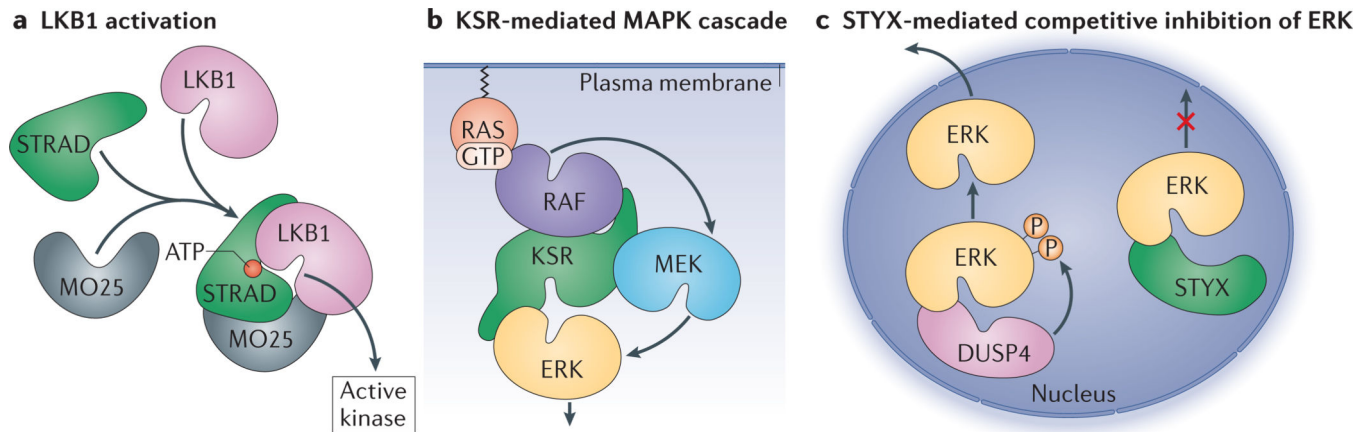 a LKB1 activation
LKB1
STRAD
MO25
ATP
LKB1
STRAD
MO25
Active
kinase
b KSR-mediated MAPK cascade
Plasma membrane
RAS
GTP
RAF
KSR
MEK
ERK
c STYX-mediated competitive inhibition of ERK
ERK
ERK
P
P
DUSP4
Nucleus
ERK
STYX